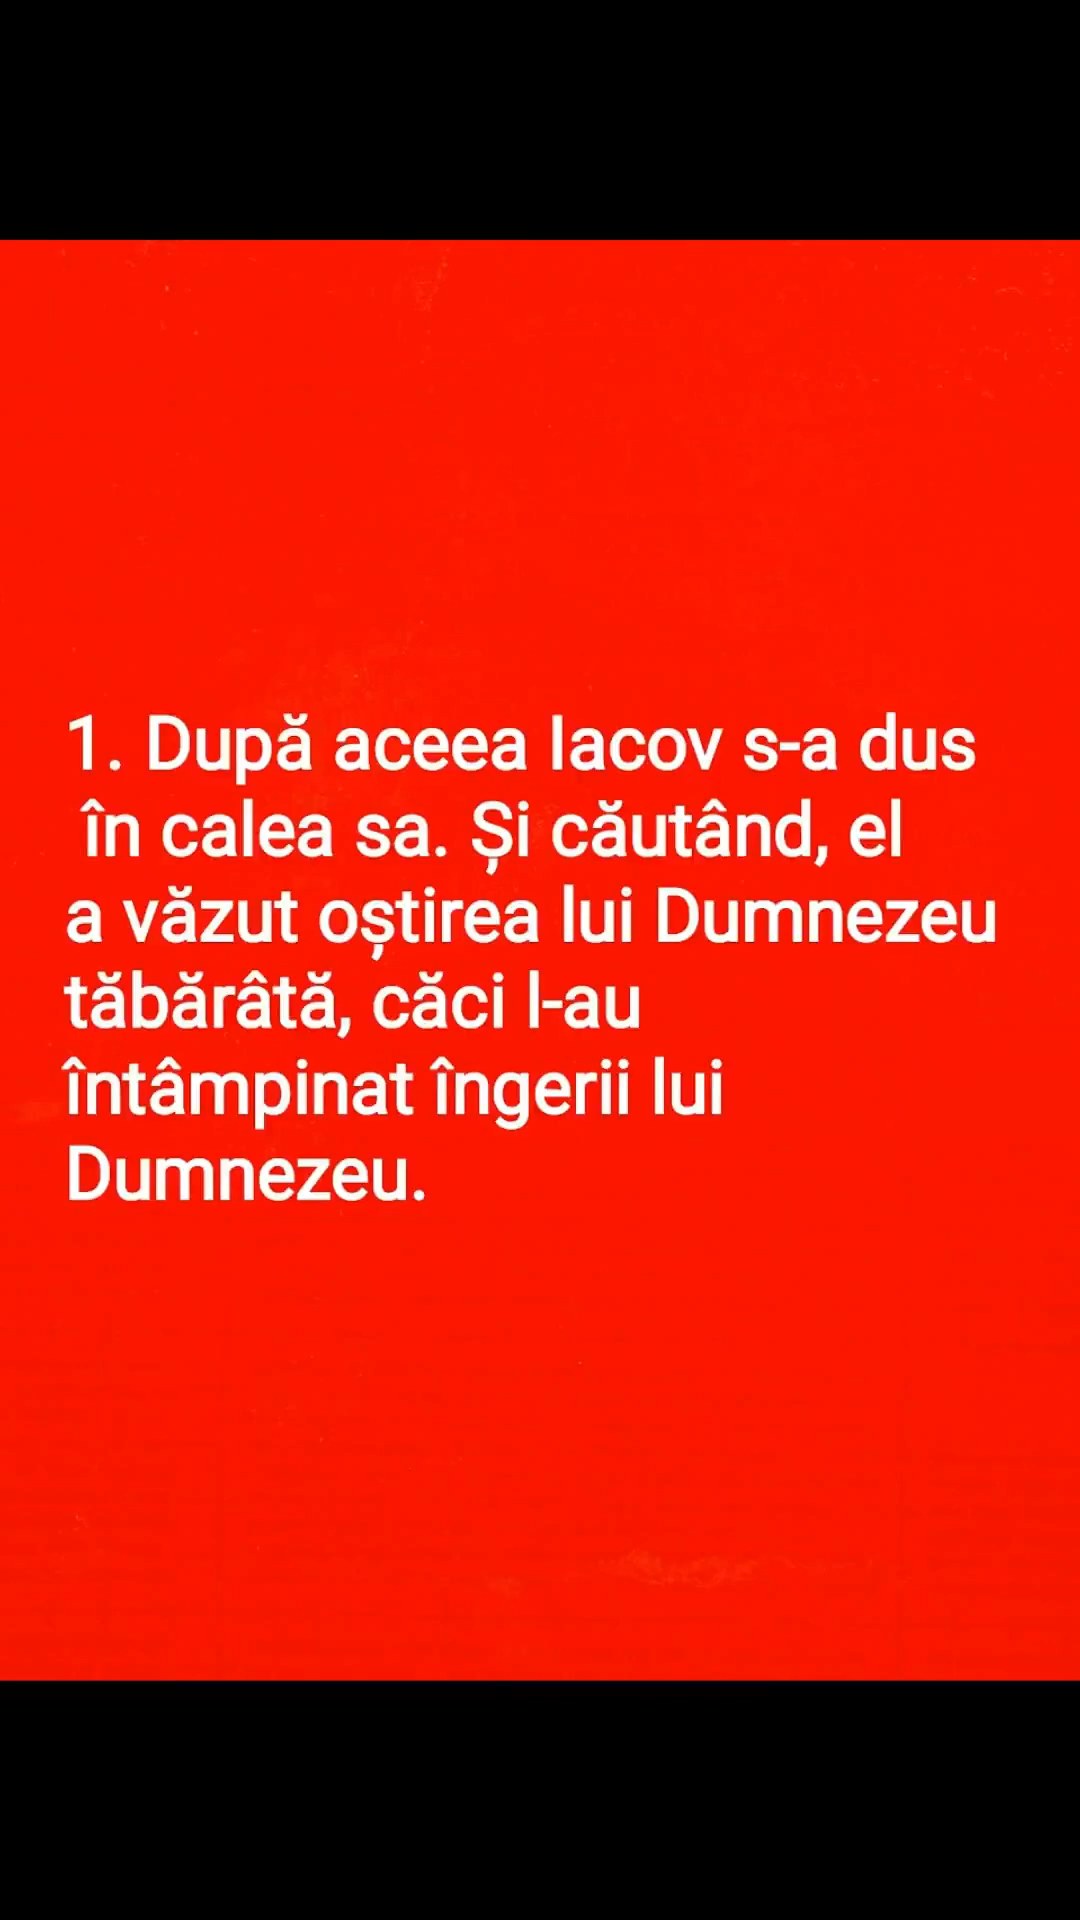 1. După aceea Iacov s-a dus
în calea sa. Și căutând, el
a văzut oștirea lui Dumnezeu
tăbărâtă, căci l-au
întâmpinat îngerii lui
Dumnezeu.